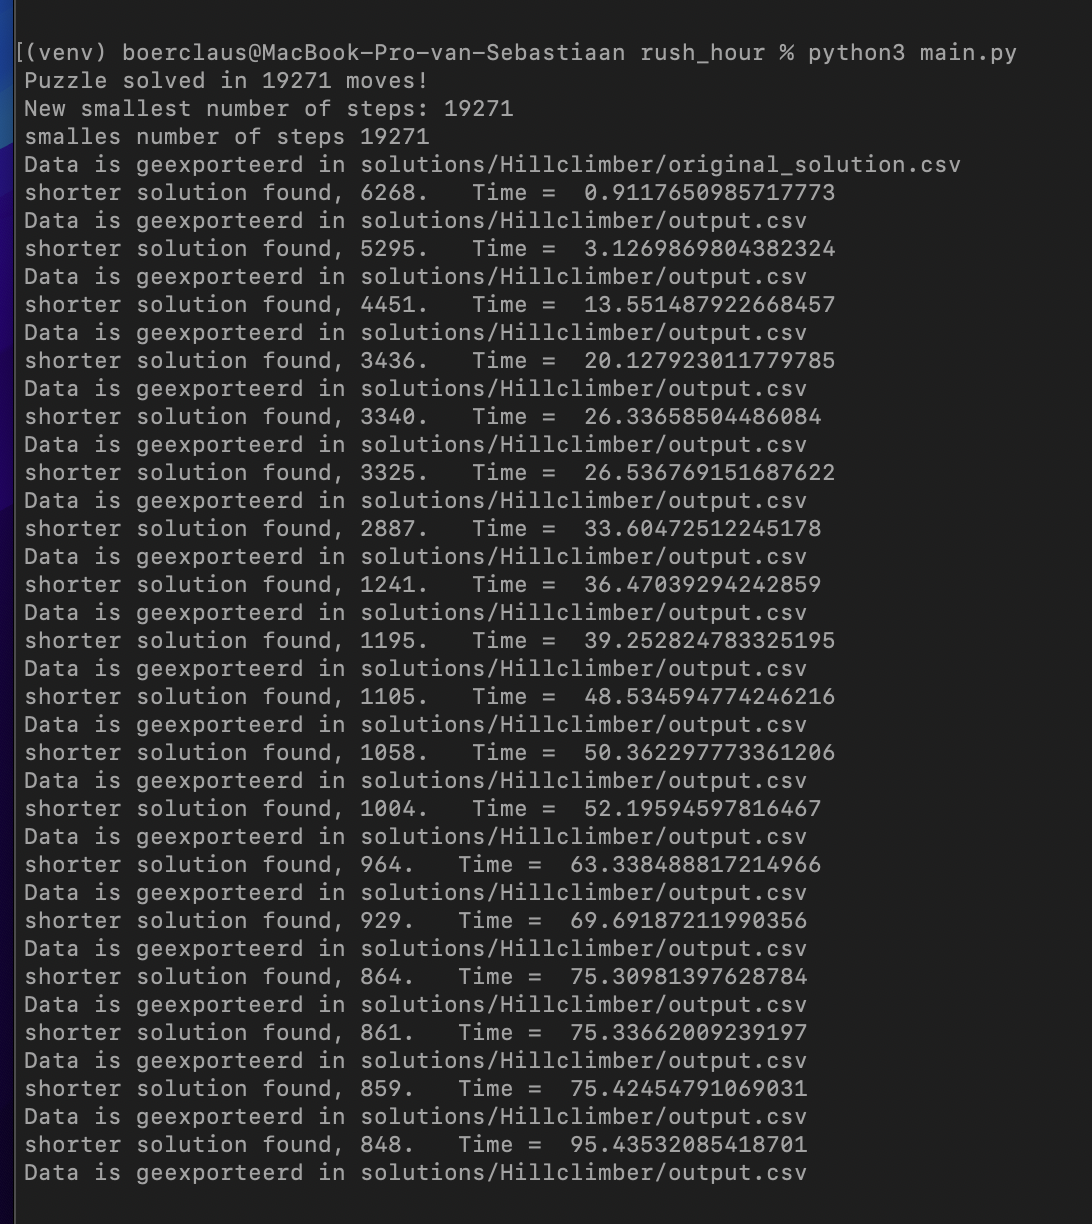 [(venv) boerclaus@MacBook-Pro-van-Sebastiaan rush_hour % python3 main.py
Puzzle solved in 19271 moves!
New smallest number of steps: 19271
smalles number of steps 19271
Data is geexporteerd in solutions/Hillclimber/original_solution.csv
shorter solution found, 6268.   Time =  0.9117650985717773
Data is geexporteerd in solutions/Hillclimber/output.csv
shorter solution found, 5295.   Time =  3.1269869804382324
Data is geexporteerd in solutions/Hillclimber/output.csv
shorter solution found, 4451.   Time =  13.551487922668457
Data is geexporteerd in solutions/Hillclimber/output.csv
shorter solution found, 3436.   Time =  20.127923011779785
Data is geexporteerd in solutions/Hillclimber/output.csv
shorter solution found, 3340.   Time =  26.33658504486084
Data is geexporteerd in solutions/Hillclimber/output.csv
shorter solution found, 3325.   Time =  26.536769151687622
Data is geexporteerd in solutions/Hillclimber/output.csv
shorter solution found, 2887.   Time =  33.60472512245178
Data is geexporteerd in solutions/Hillclimber/output.csv
shorter solution found, 1241.   Time =  36.47039294242859
Data is geexporteerd in solutions/Hillclimber/output.csv
shorter solution found, 1195.   Time =  39.252824783325195
Data is geexporteerd in solutions/Hillclimber/output.csv
shorter solution found, 1105.   Time =  48.534594774246216
Data is geexporteerd in solutions/Hillclimber/output.csv
shorter solution found, 1058.   Time =  50.362297773361206
Data is geexporteerd in solutions/Hillclimber/output.csv
shorter solution found, 1004.   Time =  52.19594597816467
Data is geexporteerd in solutions/Hillclimber/output.csv
shorter solution found, 964.   Time =  63.338488817214966
Data is geexporteerd in solutions/Hillclimber/output.csv
shorter solution found, 929.   Time =  69.69187211990356
Data is geexporteerd in solutions/Hillclimber/output.csv
shorter solution found, 864.   Time =  75.30981397628784
Data is geexporteerd in solutions/Hillclimber/output.csv
shorter solution found, 861.   Time =  75.33662009239197
Data is geexporteerd in solutions/Hillclimber/output.csv
shorter solution found, 859.   Time =  75.42454791069031
Data is geexporteerd in solutions/Hillclimber/output.csv
shorter solution found, 848.   Time =  95.43532085418701
Data is geexporteerd in solutions/Hillclimber/output.csv